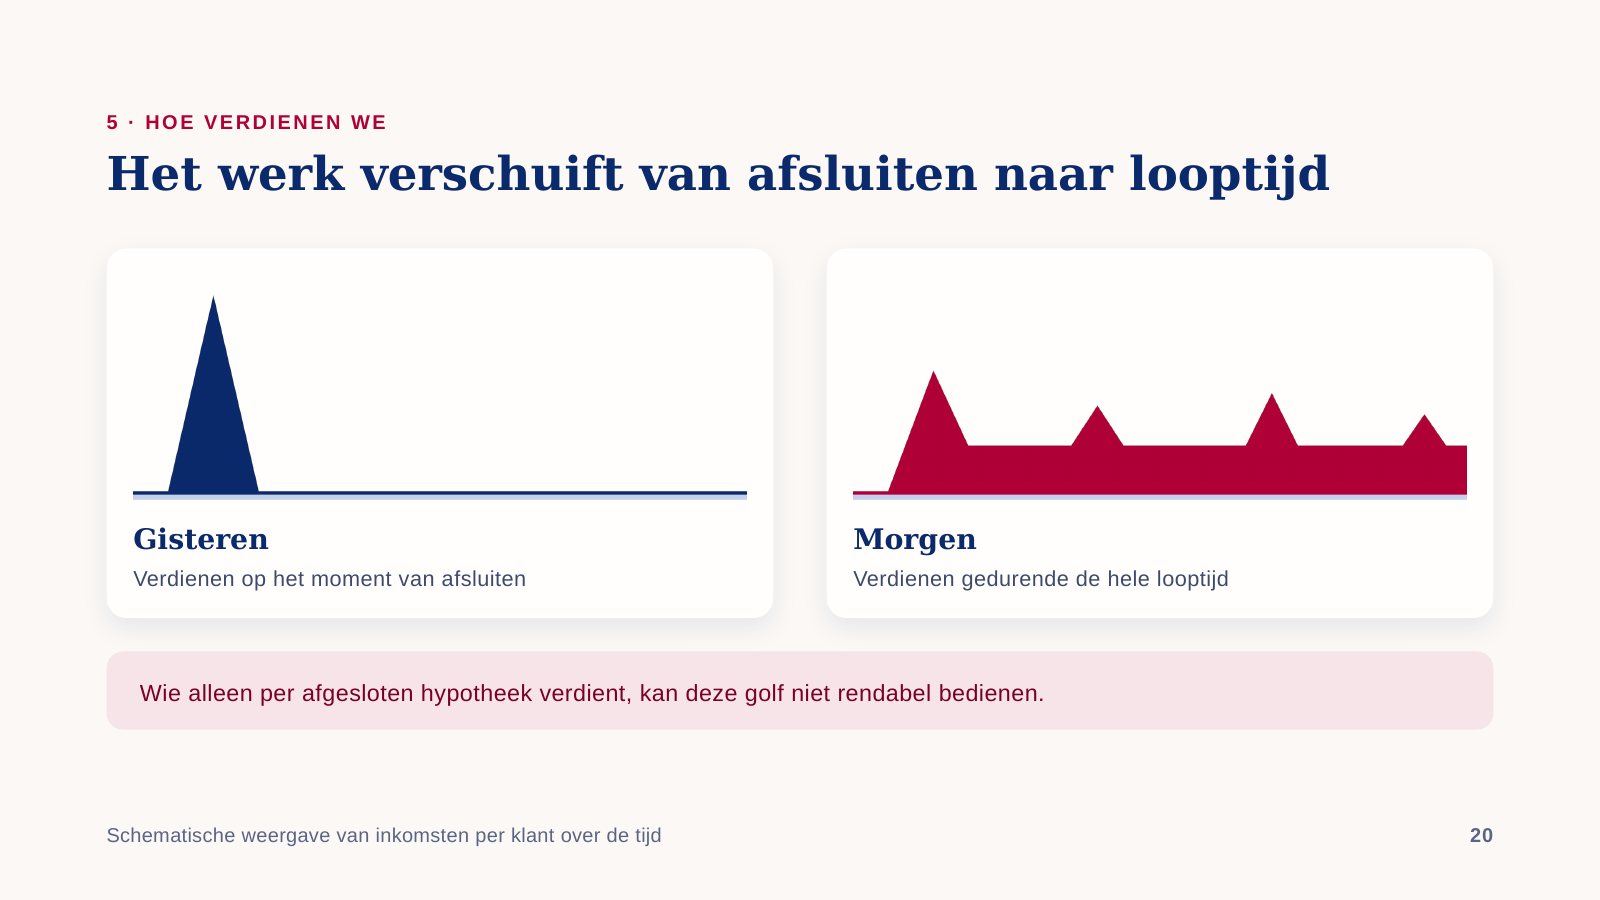 5 · HOE VERDIENEN WE
Het werk verschuift van afsluiten naar looptijd
Gisteren
Verdienen op het moment van afsluiten
Morgen
Verdienen gedurende de hele looptijd
Wie alleen per afgesloten hypotheek verdient, kan deze golf niet rendabel bedienen.
Schematische weergave van inkomsten per klant over de tijd
20